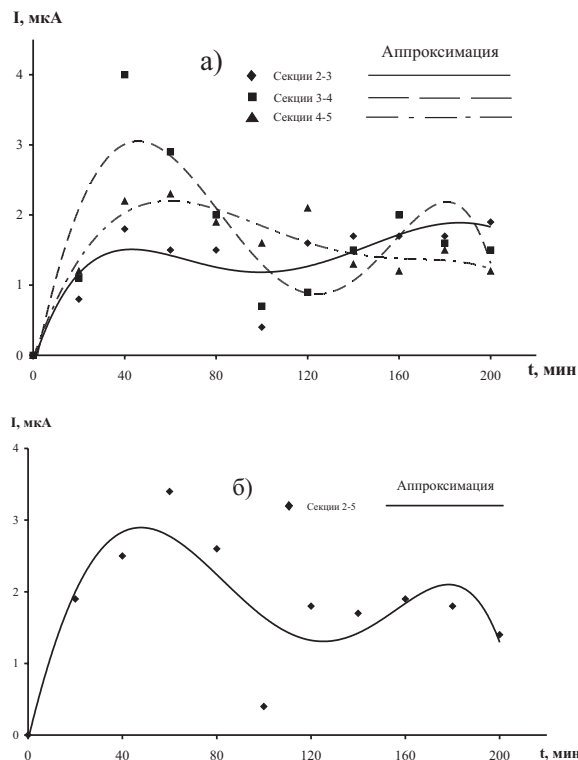 I, мкА
а)
Аппроксимация
Секции 2-3
Секции 3-4
Секции 4-5
4
3
2
1
0
0 40 80 120 160 200
t, мин
I, мкА
б)
Аппроксимация
Секции 2-5
4
3
2
1
0
0 40 80 120 160 200
t, мин